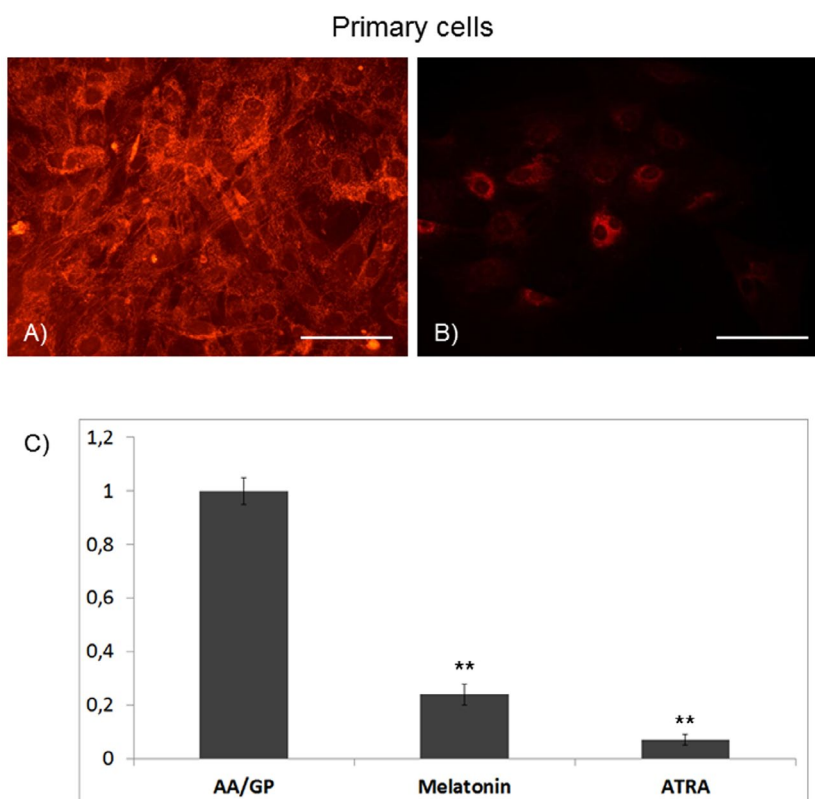 Primary cells
A)
B)
C)
1,2
1
0,8
0,6
0,4
0,2
0
**
**
AA/GP Melatonin ATRA